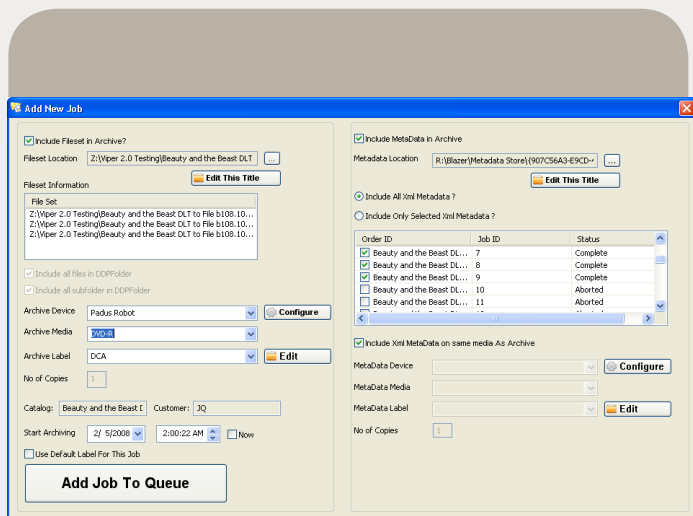 Add New Job
Include Fileset in Archive?
Fileset Location Z:\Viper 2.0 Testing\Beauty and the Beast DLT ...
Edit This Title
Fileset Information
File Set
Z:\Viper 2.0 Testing\Beauty and the Beast DLT to File b108.10...
Z:\Viper 2.0 Testing\Beauty and the Beast DLT to File b108.10...
Z:\Viper 2.0 Testing\Beauty and the Beast DLT to File b108.10...
Include all files in DDPFolder
Include all subfolder in DDPFolder
Archive Device Padus Robot Configure
Archive Media DVD-R
Archive Label DCA Edit
No of Copies 1
Catalog: Beauty and the Beast Customer: JQ
Start Archiving 2/ 5/2008 2:00:22 AM Now
Use Default Label For This Job
Add Job To Queue
Include MetaData in Archive
Metadata Location R:\Blazer\Metadata Store\{907C56A3-E9CD- ...
Edit This Title
Include All Xml Metadata ?
Include Only Selected Xml Metadata ?
Order ID Job ID Status
Beauty and the Beast DL... 7 Complete
Beauty and the Beast DL... 8 Complete
Beauty and the Beast DL... 9 Complete
Beauty and the Beast DL... 10 Aborted
Beauty and the Beast DL... 11 Aborted
Include Xml MetaData on same media As Archive
MetaData Device Configure
MetaData Media
MetaData Label Edit
No of Copies 1